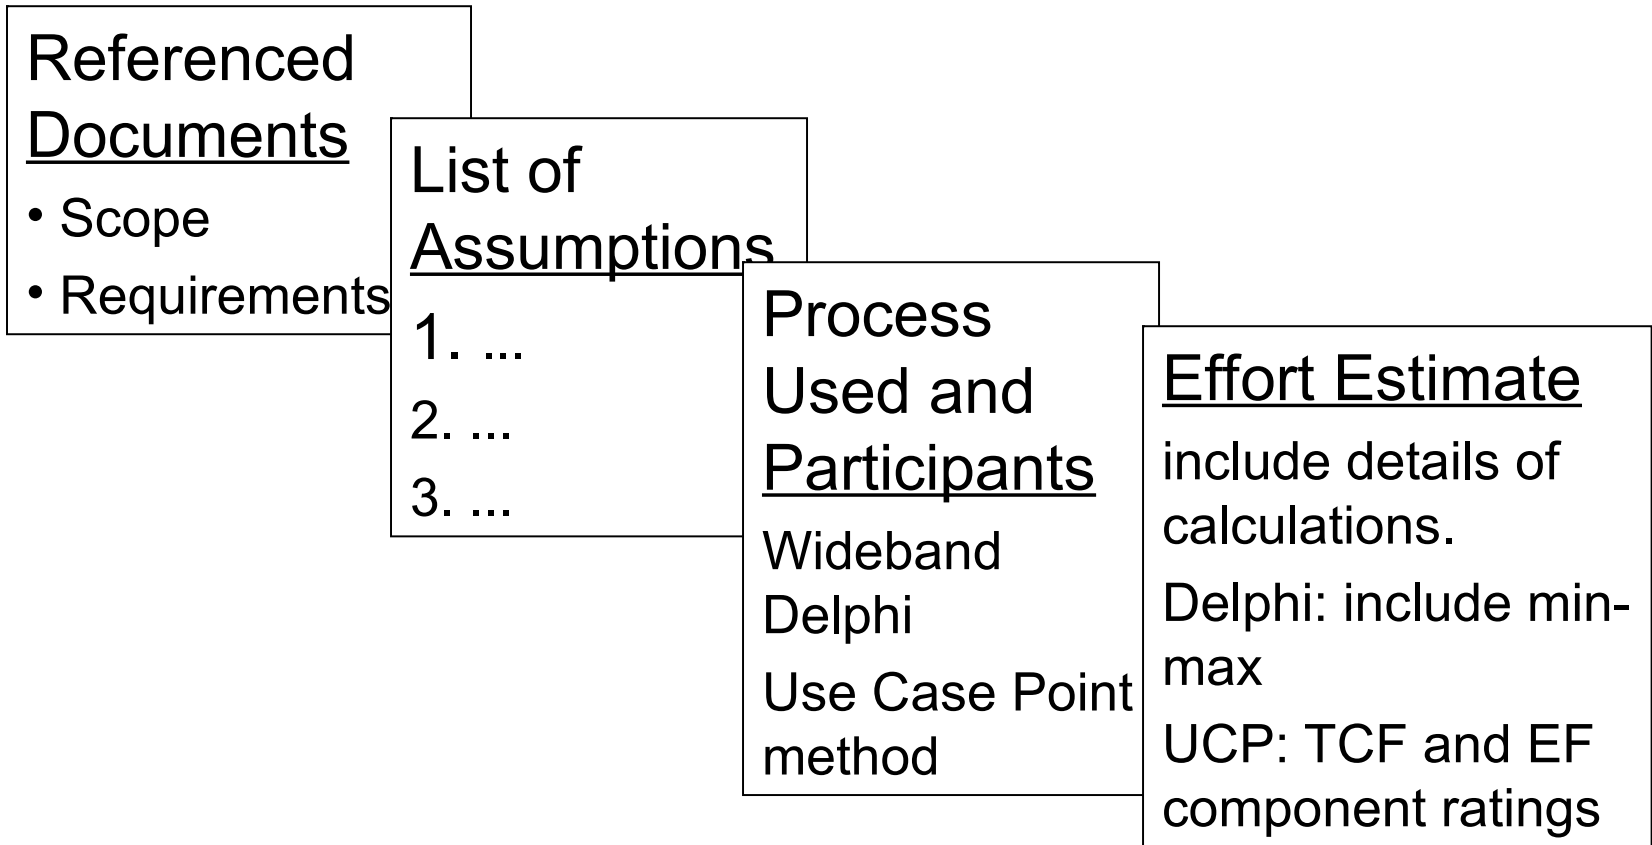 Referenced
Documents
• Scope
• Requirements
List of
Assumptions
1. ...
2. ...
3. ...
Process
Used and
Participants
Wideband
Delphi
Use Case Point
method
Effort Estimate
include details of
calculations.
Delphi: include min-
max
UCP: TCF and EF
component ratings